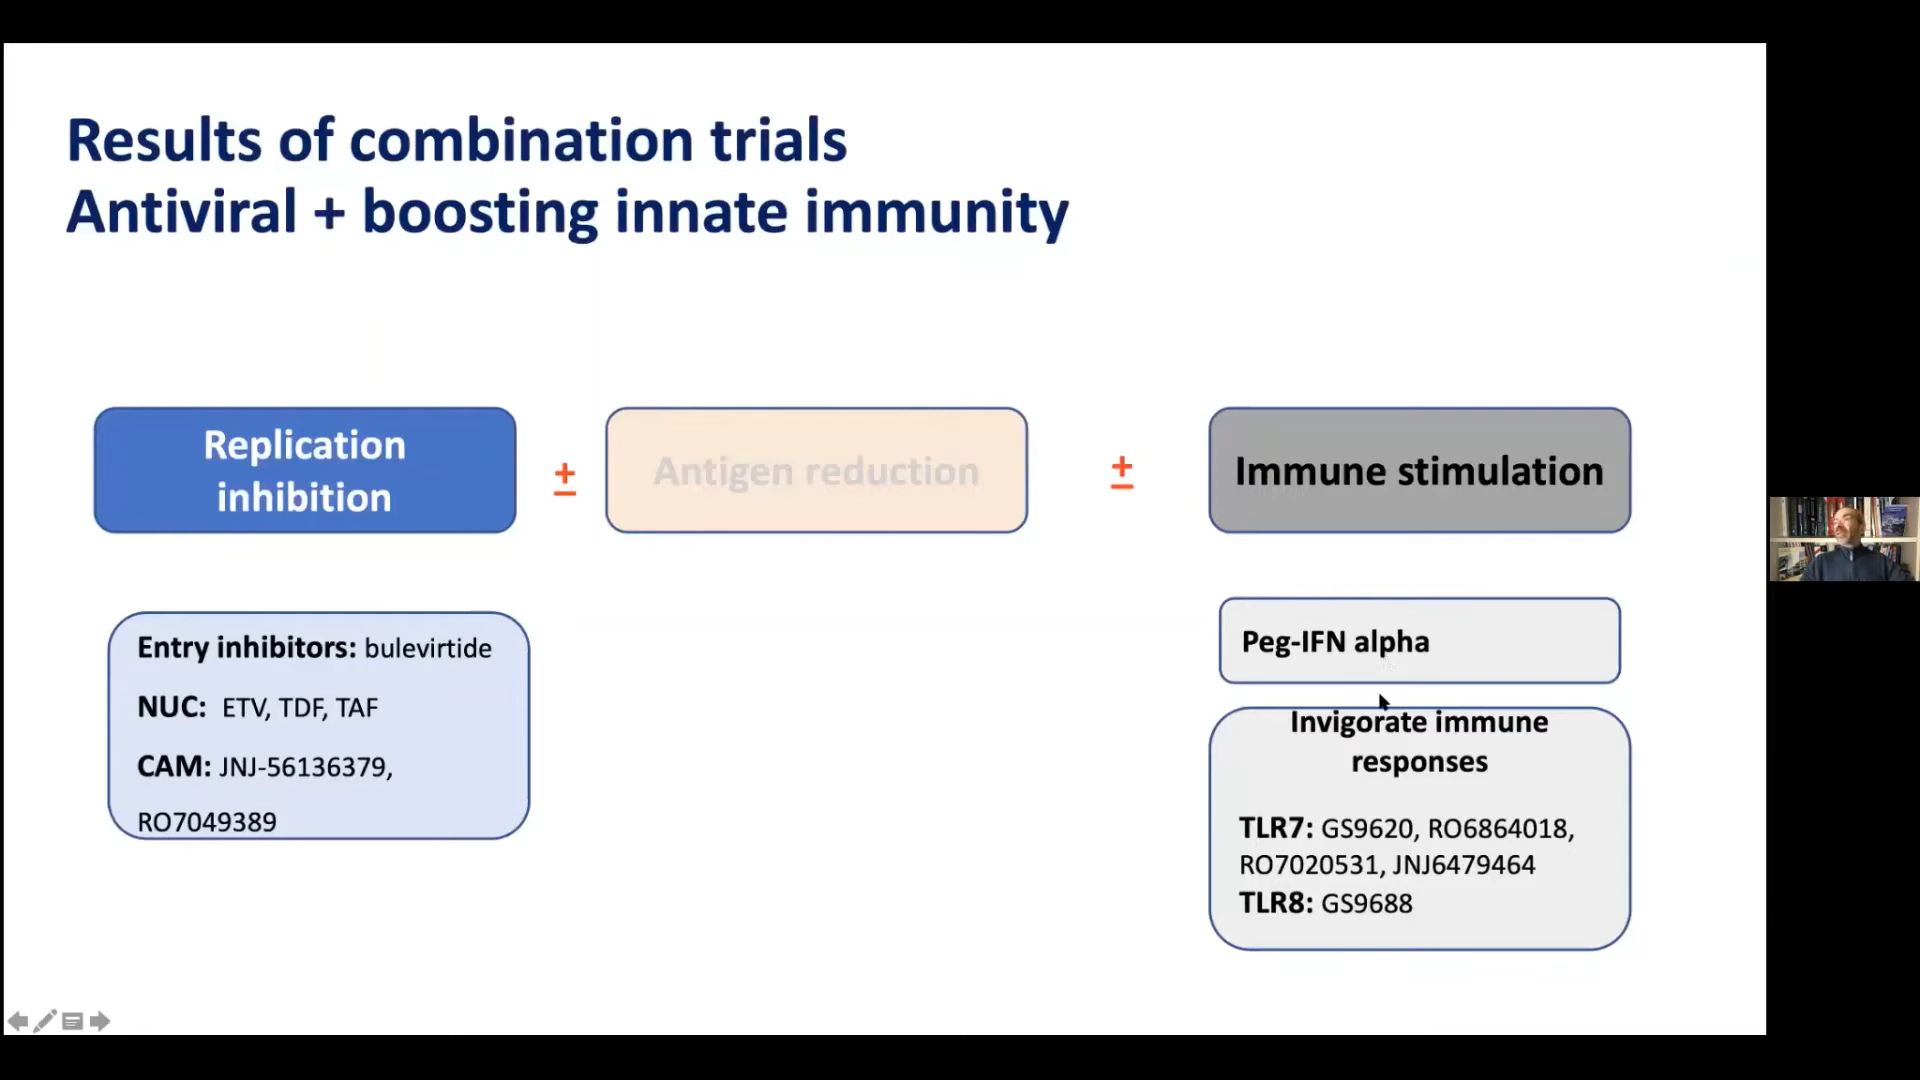 Results of combination trials
Antiviral + boosting innate immunity
Replication
inhibition
±
Antigen reduction
±
Immune stimulation
Entry inhibitors: bulevirtide
NUC: ETV, TDF, TAF
CAM: JNJ-56136379,
RO7049389
Peg-IFN alpha
Invigorate immune
responses
TLR7: GS9620, RO6864018,
RO7020531, JNJ6479464
TLR8: GS9688